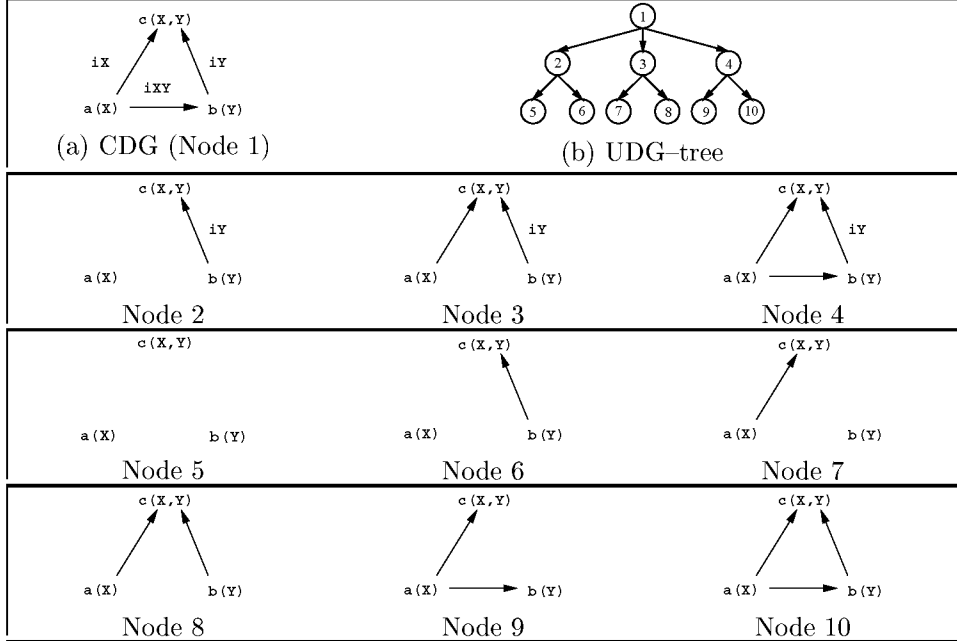 c(X,Y)
iX
iY
iXY
a(X)
b(Y)
(a) CDG (Node 1)
1
2
3
4
5
6
7
8
9
10
(b) UDG–tree
c(X,Y)
iY
a(X)
b(Y)
Node 2
c(X,Y)
iY
a(X)
b(Y)
Node 3
c(X,Y)
iY
a(X)
b(Y)
Node 4
c(X,Y)
a(X)
b(Y)
Node 5
c(X,Y)
a(X)
b(Y)
Node 6
c(X,Y)
a(X)
b(Y)
Node 7
c(X,Y)
a(X)
b(Y)
Node 8
c(X,Y)
a(X)
b(Y)
Node 9
c(X,Y)
a(X)
b(Y)
Node 10